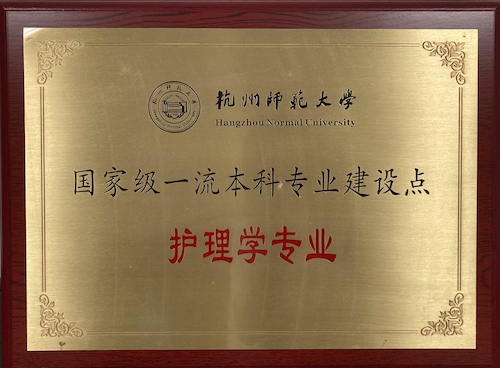 杭州师范大学
Hangzhou Normal University
国家级一流本科专业建设点
护理学专业